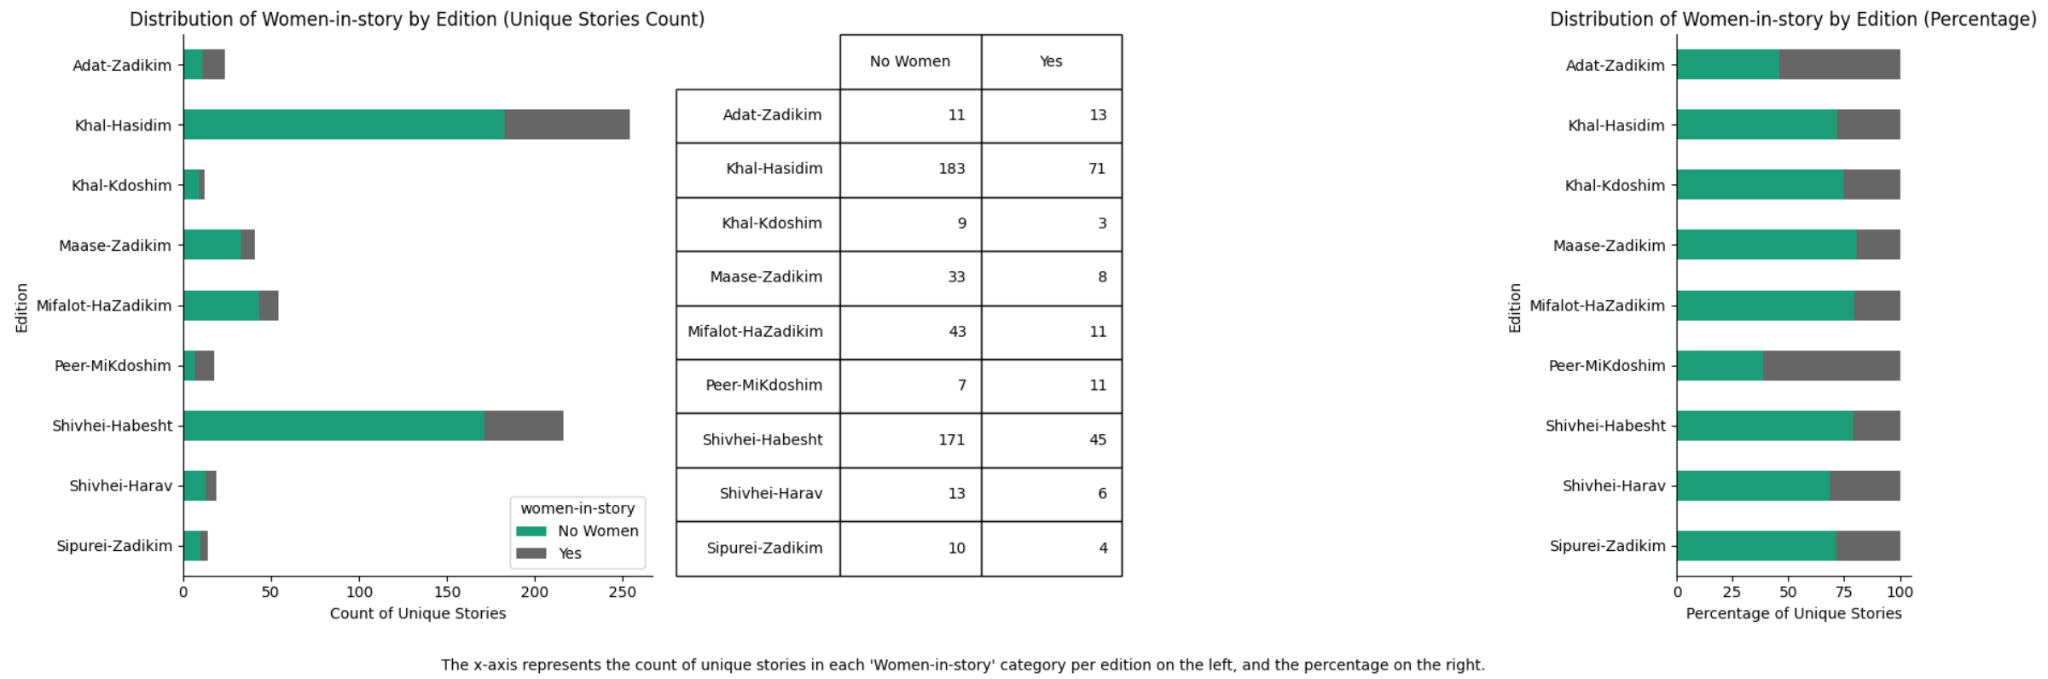 Distribution of Women-in-story by Edition (Unique Stories Count)
Edition
Adat-Zadikim
Khal-Hasidim
Khal-Kdoshim
Maase-Zadikim
Mifalot-HaZadikim
Peer-MiKdoshim
Shivhei-Habesht
Shivhei-Harav
Sipurei-Zadikim
0 50 100 150 200 250
Count of Unique Stories
women-in-story
No Women
Yes
No Women Yes
Adat-Zadikim 11 13
Khal-Hasidim 183 71
Khal-Kdoshim 9 3
Maase-Zadikim 33 8
Mifalot-HaZadikim 43 11
Peer-MiKdoshim 7 11
Shivhei-Habesht 171 45
Shivhei-Harav 13 6
Sipurei-Zadikim 10 4
Distribution of Women-in-story by Edition (Percentage)
Edition
Adat-Zadikim
Khal-Hasidim
Khal-Kdoshim
Maase-Zadikim
Mifalot-HaZadikim
Peer-MiKdoshim
Shivhei-Habesht
Shivhei-Harav
Sipurei-Zadikim
0 25 50 75 100
Percentage of Unique Stories
The x-axis represents the count of unique stories in each 'Women-in-story' category per edition on the left, and the percentage on the right.